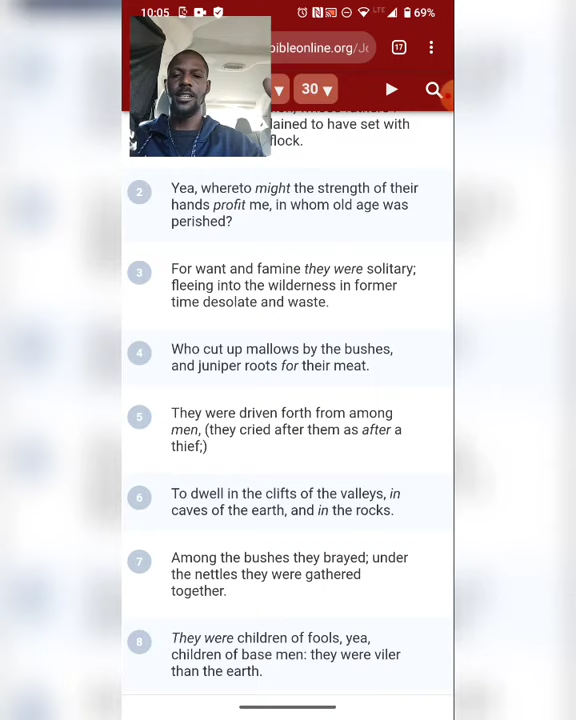 10:05 LTE 69%
bibleonline.org/Jo 17
30
lained to have set with
flock.
2 Yea, whereto might the strength of their
hands profit me, in whom old age was
perished?
3 For want and famine they were solitary;
fleeing into the wilderness in former
time desolate and waste.
4 Who cut up mallows by the bushes,
and juniper roots for their meat.
5 They were driven forth from among
men, (they cried after them as after a
thief;)
6 To dwell in the clifts of the valleys, in
caves of the earth, and in the rocks.
7 Among the bushes they brayed; under
the nettles they were gathered
together.
8 They were children of fools, yea,
children of base men: they were viler
than the earth.